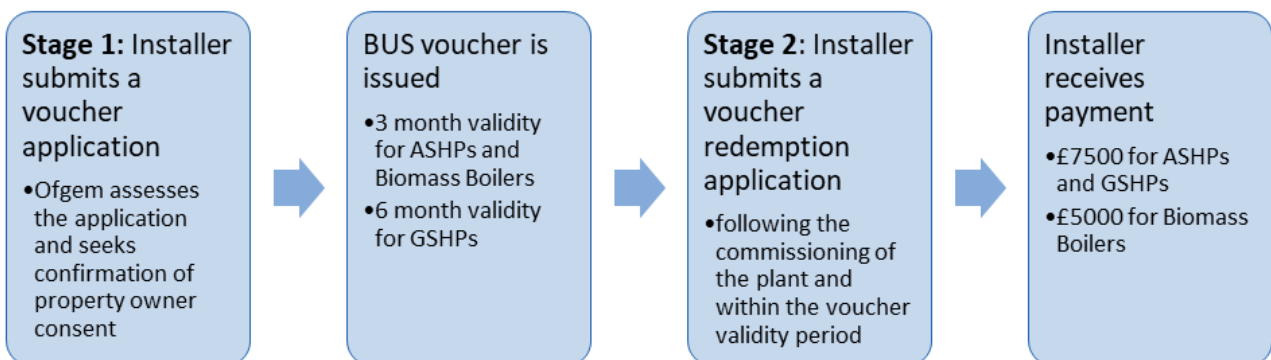 Stage 1: Installer
submits a
voucher
application
•Ofgem assesses
the application
and seeks
confirmation of
property owner
consent
BUS voucher is
issued
•3 month validity
for ASHPs and
Biomass Boilers
•6 month validity
for GSHPs
Stage 2: Installer
submits a
voucher
redemption
application
•following the
commissioning of
the plant and
within the voucher
validity period
Installer
receives
payment
•£7500 for ASHPs
and GSHPs
•£5000 for Biomass
Boilers